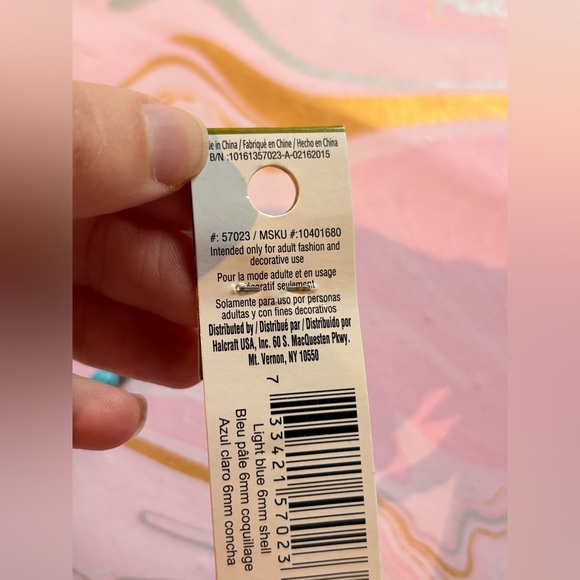 in China / Fabriqué en Chine / Hecho en China
B/N :10161357023-A-02162015
#: 57023 / MSKU #:10401680
Intended only for adult fashion and
decorative use
Pour la mode adulte et en usage
décoratif seulement
Solamente para uso por personas
adultas y con fines decorativos
Distributed by / Distribué par / Distribuido por
Halcraft USA, Inc. 60 S. MacQuesten Pkwy.
Mt. Vernon, NY 10550
7 33421 57023
Light blue 6mm shell
Bleu pâle 6mm coquillage
Azul claro 6mm concha